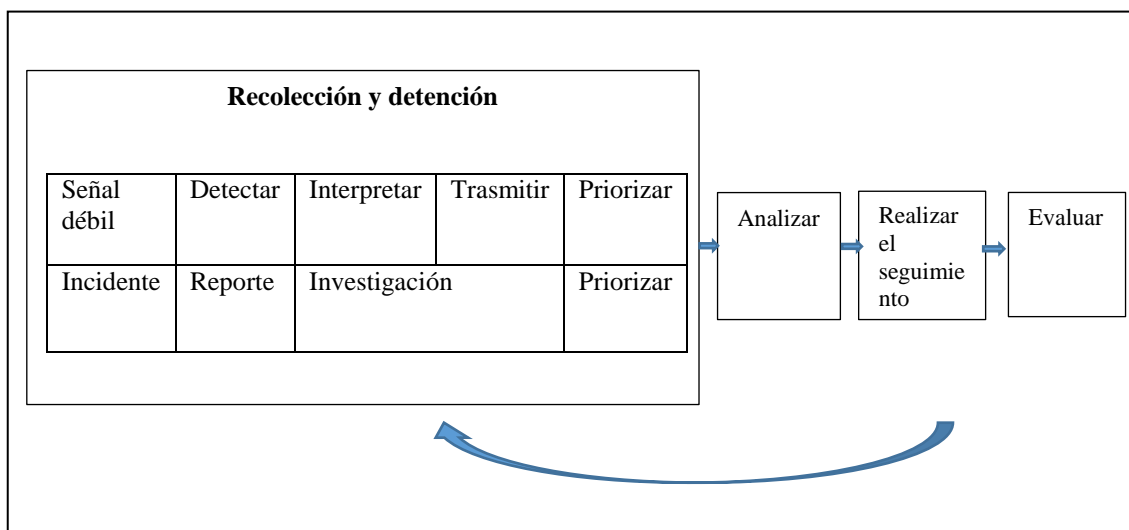 Recolección y detención
Señal
débil
Detectar
Interpretar
Trasmitir
Priorizar
Incidente
Reporte
Investigación
Priorizar
Analizar
Realizar
el
seguimie
nto
Evaluar